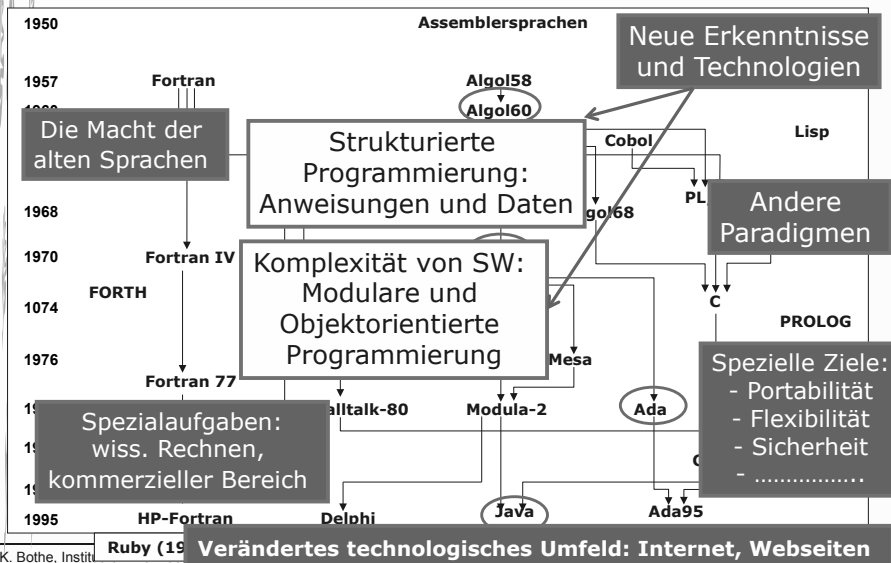 1950
Assemblersprachen
Neue Erkenntnisse
und Technologien
1957
Fortran
Algol58
Algol60
Die Macht der
alten Sprachen
Strukturierte
Programmierung:
Anweisungen und Daten
Cobol
Lisp
1968
PL
Andere
Paradigmen
1970
Fortran IV
Komplexität von SW:
Modulare und
Objektorientierte
Programmierung
FORTH
1074
C
PROLOG
1976
Mesa
Fortran 77
Spezielle Ziele:
- Portabilität
- Flexibilität
- Sicherheit
- ……………..
Spezialaufgaben:
wiss. Rechnen,
kommerzieller Bereich
alltalk-80
Modula-2
Ada
1995
HP-Fortran
Delphi
Java
Ada95
Ruby (19
Verändertes technologisches Umfeld: Internet, Webseiten
K. Bothe, Institu